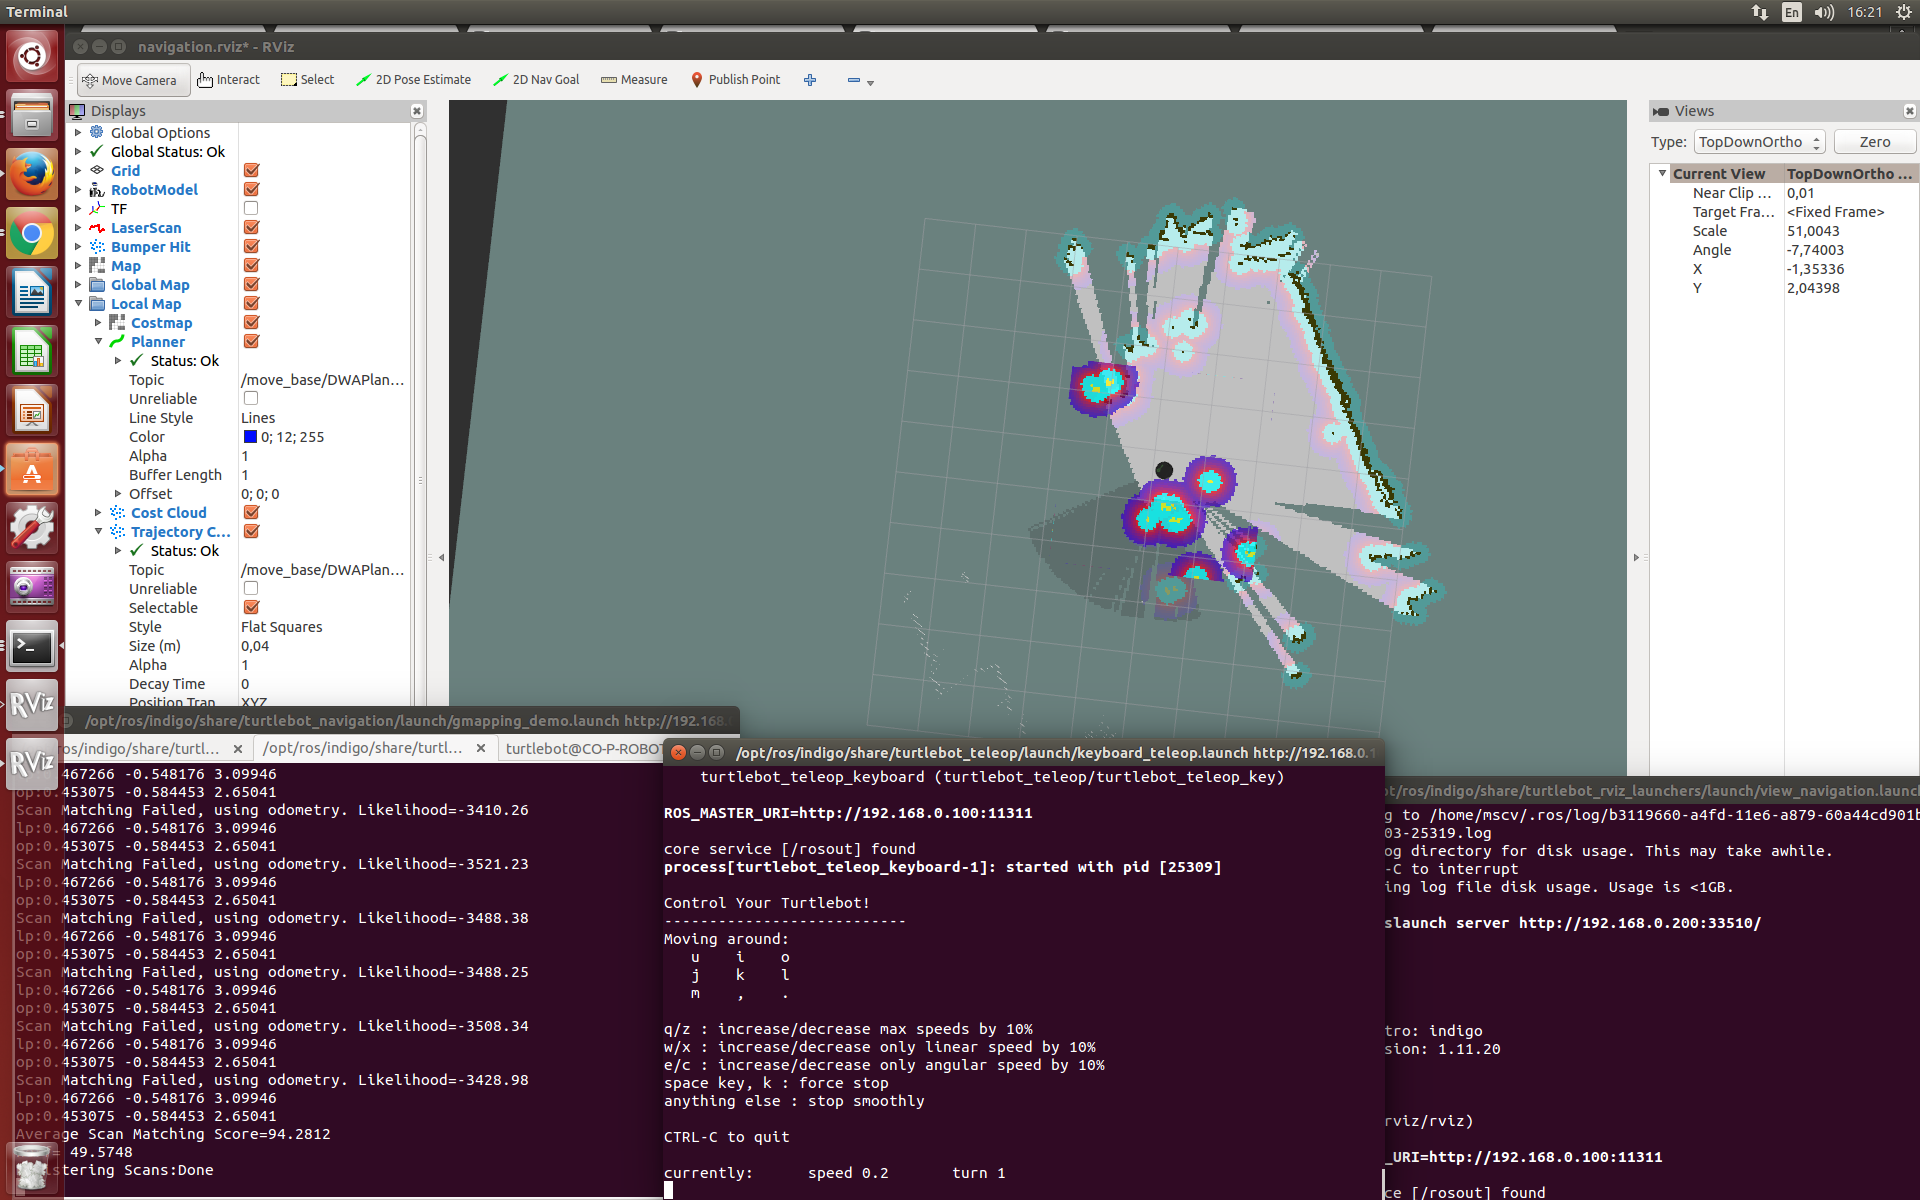 Terminal
En
16:21
navigation.rviz* - RViz
Move Camera
Interact
Select
2D Pose Estimate
2D Nav Goal
Measure
Publish Point
Displays
Global Options
Global Status: Ok
Grid
RobotModel
TF
LaserScan
Bumper Hit
Map
Global Map
Local Map
Costmap
Planner
Status: Ok
Topic /move_base/DWAPlan...
Unreliable
Line Style Lines
Color 0; 12; 255
Alpha 1
Buffer Length 1
Offset 0; 0; 0
Cost Cloud
Trajectory C...
Status: Ok
Topic /move_base/DWAPlan...
Unreliable
Selectable
Style Flat Squares
Size (m) 0,04
Alpha 1
Decay Time 0
Position Tran XYZ
Views
Type: TopDownOrtho Zero
Current View TopDownOrtho ...
Near Clip ... 0,01
Target Fra... <Fixed Frame>
Scale 51,0043
Angle -7,74003
X -1,35336
Y 2,04398
RViz
RViz
/opt/ros/indigo/share/turtlebot_navigation/launch/gmapping_demo.launch http://192.168.
os/indigo/share/turtl...
/opt/ros/indigo/share/turtl...
turtlebot@CO-P-ROBOT
.467266 -0.548176 3.09946
op:0.453075 -0.584453 2.65041
Scan Matching Failed, using odometry. Likelihood=-3410.26
lp:0.467266 -0.548176 3.09946
op:0.453075 -0.584453 2.65041
Scan Matching Failed, using odometry. Likelihood=-3521.23
lp:0.467266 -0.548176 3.09946
op:0.453075 -0.584453 2.65041
Scan Matching Failed, using odometry. Likelihood=-3488.38
lp:0.467266 -0.548176 3.09946
op:0.453075 -0.584453 2.65041
Scan Matching Failed, using odometry. Likelihood=-3488.25
lp:0.467266 -0.548176 3.09946
op:0.453075 -0.584453 2.65041
Scan Matching Failed, using odometry. Likelihood=-3508.34
lp:0.467266 -0.548176 3.09946
op:0.453075 -0.584453 2.65041
Scan Matching Failed, using odometry. Likelihood=-3428.98
lp:0.467266 -0.548176 3.09946
op:0.453075 -0.584453 2.65041
Average Scan Matching Score=94.2812
= 49.5748
stering Scans:Done
/opt/ros/indigo/share/turtlebot_teleop/launch/keyboard_teleop.launch http://192.168.0.1
turtlebot_teleop_keyboard (turtlebot_teleop/turtlebot_teleop_key)
ROS_MASTER_URI=http://192.168.0.100:11311
core service [/rosout] found
process[turtlebot_teleop_keyboard-1]: started with pid [25309]
Control Your Turtlebot!
---------------------------
Moving around:
u i o
j k l
m , .
q/z : increase/decrease max speeds by 10%
w/x : increase/decrease only linear speed by 10%
e/c : increase/decrease only angular speed by 10%
space key, k : force stop
anything else : stop smoothly
CTRL-C to quit
currently: speed 0.2 turn 1
pt/ros/indigo/share/turtlebot_rviz_launchers/launch/view_navigation.launch
g to /home/mscv/.ros/log/b3119660-a4fd-11e6-a879-60a44cd901b
03-25319.log
og directory for disk usage. This may take awhile.
-C to interrupt
ing log file disk usage. Usage is <1GB.
slaunch server http://192.168.0.200:33510/
tro: indigo
sion: 1.11.20
rviz/rviz)
_URI=http://192.168.0.100:11311
ce [/rosout] found